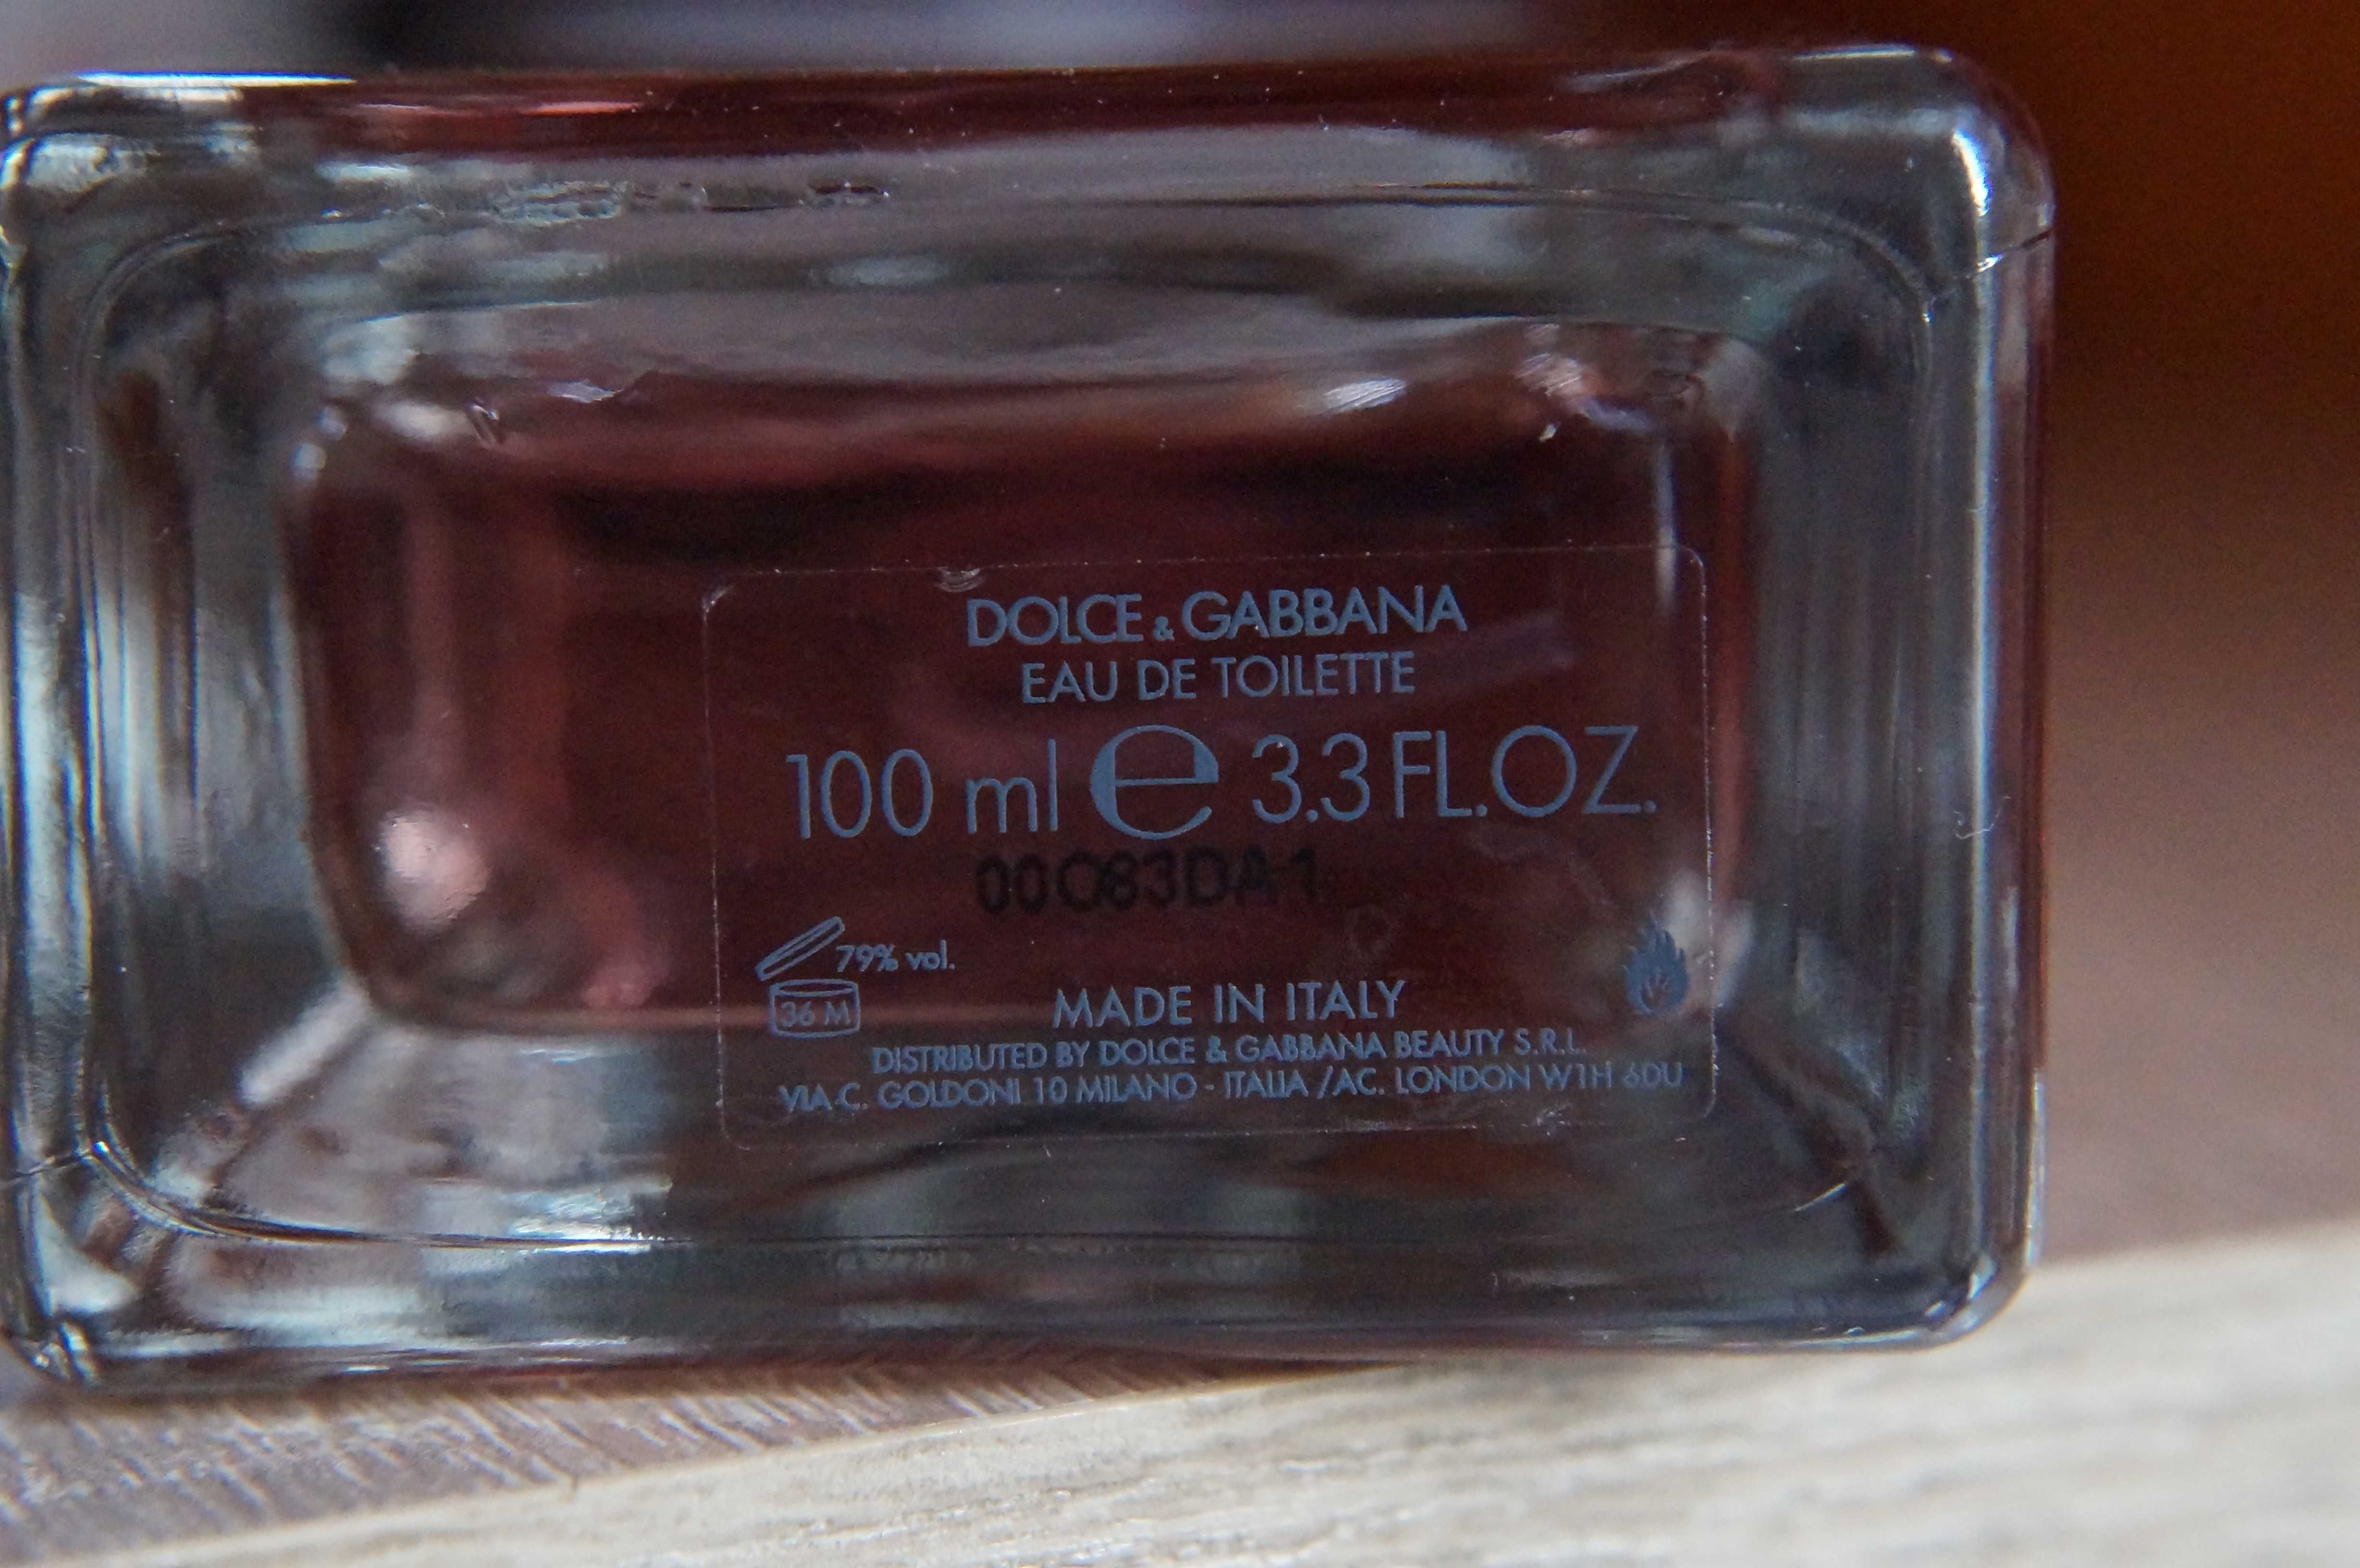 DOLCE & GABBANA
EAU DE TOILETTE
100 ml e 3.3 FL.OZ.
00C83DA1
79% vol.
36 M
MADE IN ITALY
DISTRIBUTED BY DOLCE & GABBANA BEAUTY S.R.L.
VIA C. GOLDONI 10 MILANO - ITALIA /AC. LONDON W1H 6DU